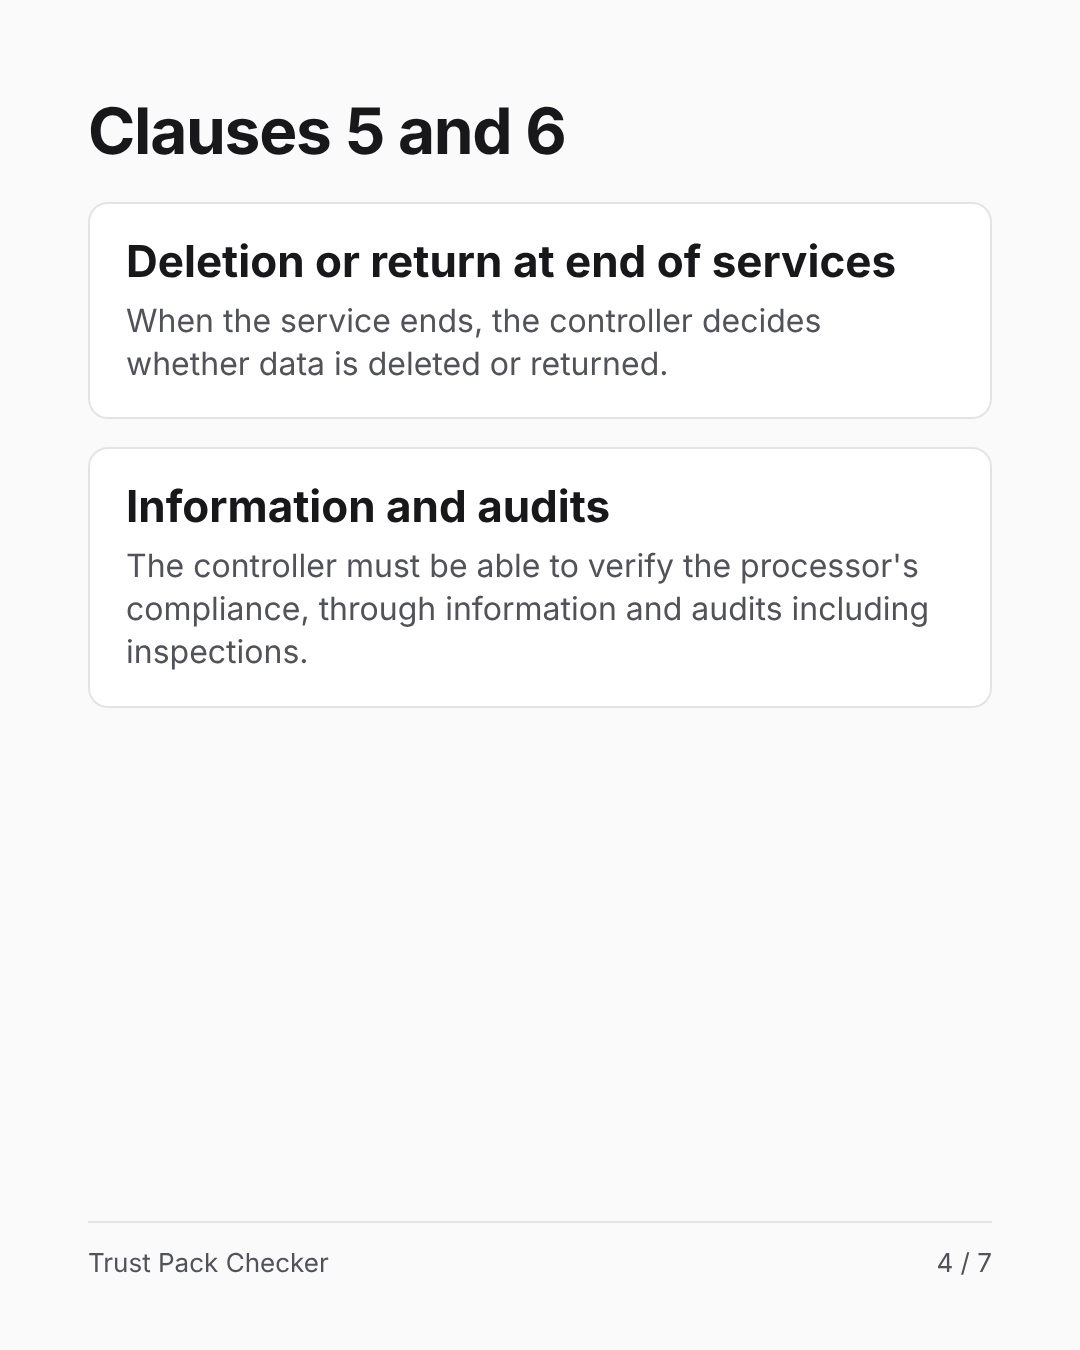 Clauses 5 and 6
Deletion or return at end of services
When the service ends, the controller decides
whether data is deleted or returned.
Information and audits
The controller must be able to verify the processor's
compliance, through information and audits including
inspections.
Trust Pack Checker
4 / 7